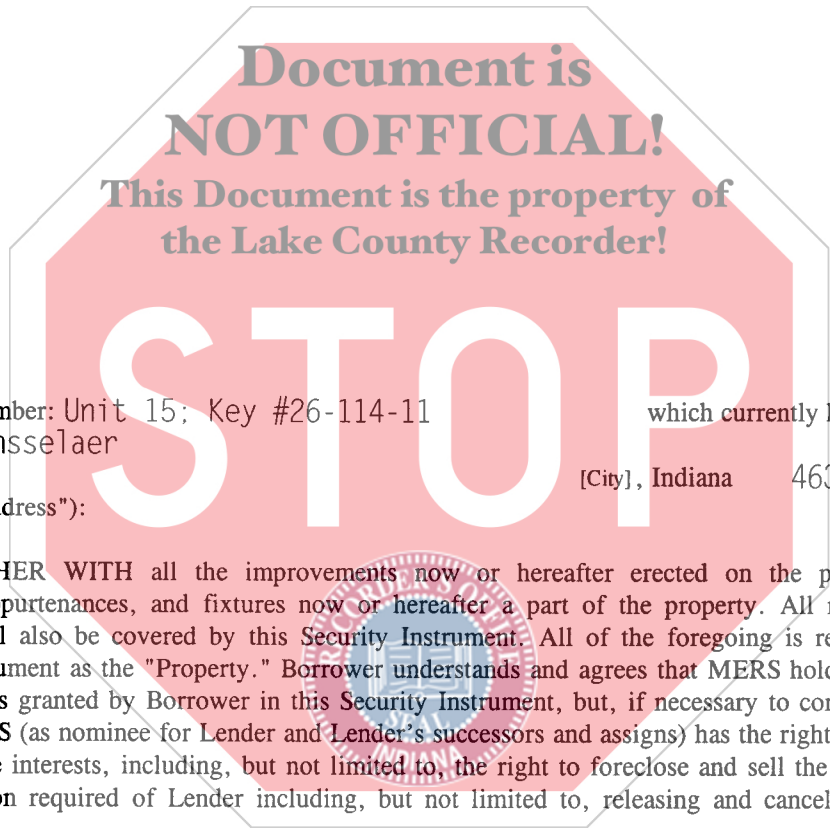 Document is
NOT OFFICIAL!
This Document is the property of
the Lake County Recorder!
STOP
mber: Unit 15; Key #26-114-11 which currently
nsselaer
[City], Indiana 463
dress"):
HER WITH all the improvements now or hereafter erected on the p
purtenances, and fixtures now or hereafter a part of the property. All
l also be covered by this Security Instrument. All of the foregoing is re
ument as the "Property." Borrower understands and agrees that MERS hold
s granted by Borrower in this Security Instrument, but, if necessary to com
S (as nominee for Lender and Lender's successors and assigns) has the right
e interests, including, but not limited to, the right to foreclose and sell the
on required of Lender including, but not limited to, releasing and cancel
RECORDER'S OFFICE
SEAL
INDIANA